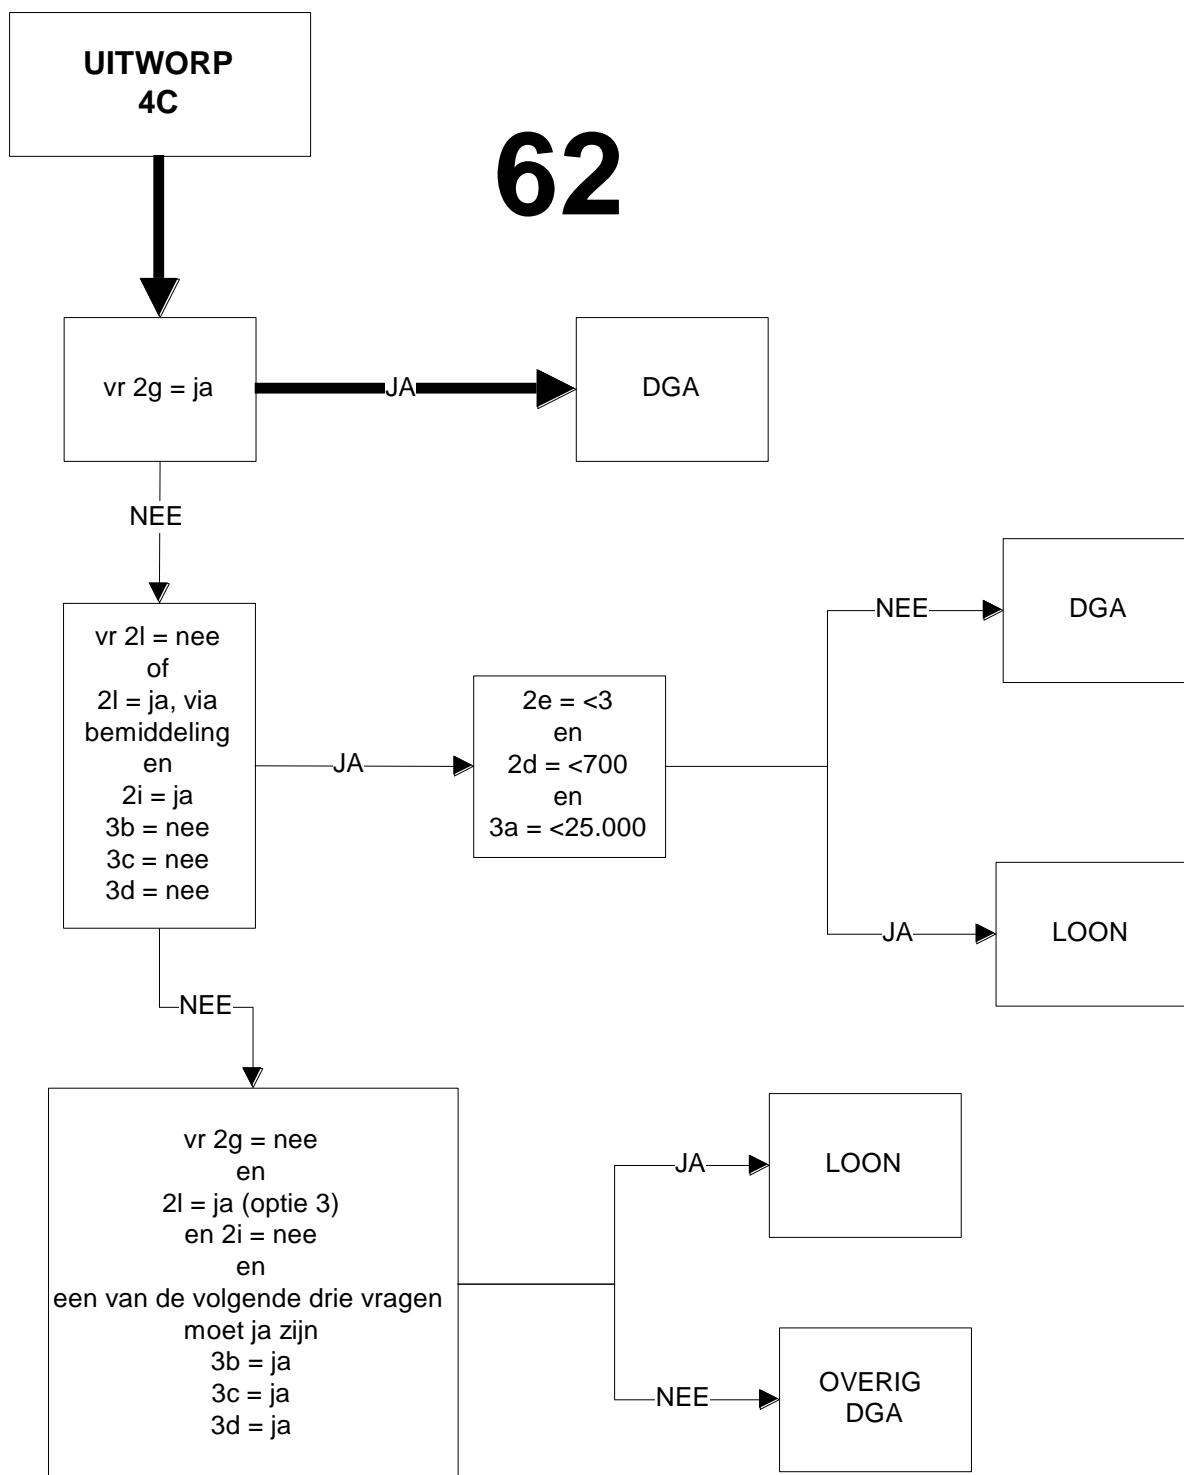 UITWORP
4C
62
vr 2g = ja
JA
DGA
NEE
vr 2l = nee
of
2l = ja, via
bemiddeling
en
2i = ja
3b = nee
3c = nee
3d = nee
JA
2e = <3
en
2d = <700
en
3a = <25.000
NEE
DGA
JA
LOON
NEE
vr 2g = nee
en
2l = ja (optie 3)
en 2i = nee
en
een van de volgende drie vragen
moet ja zijn
3b = ja
3c = ja
3d = ja
JA
LOON
NEE
OVERIG
DGA